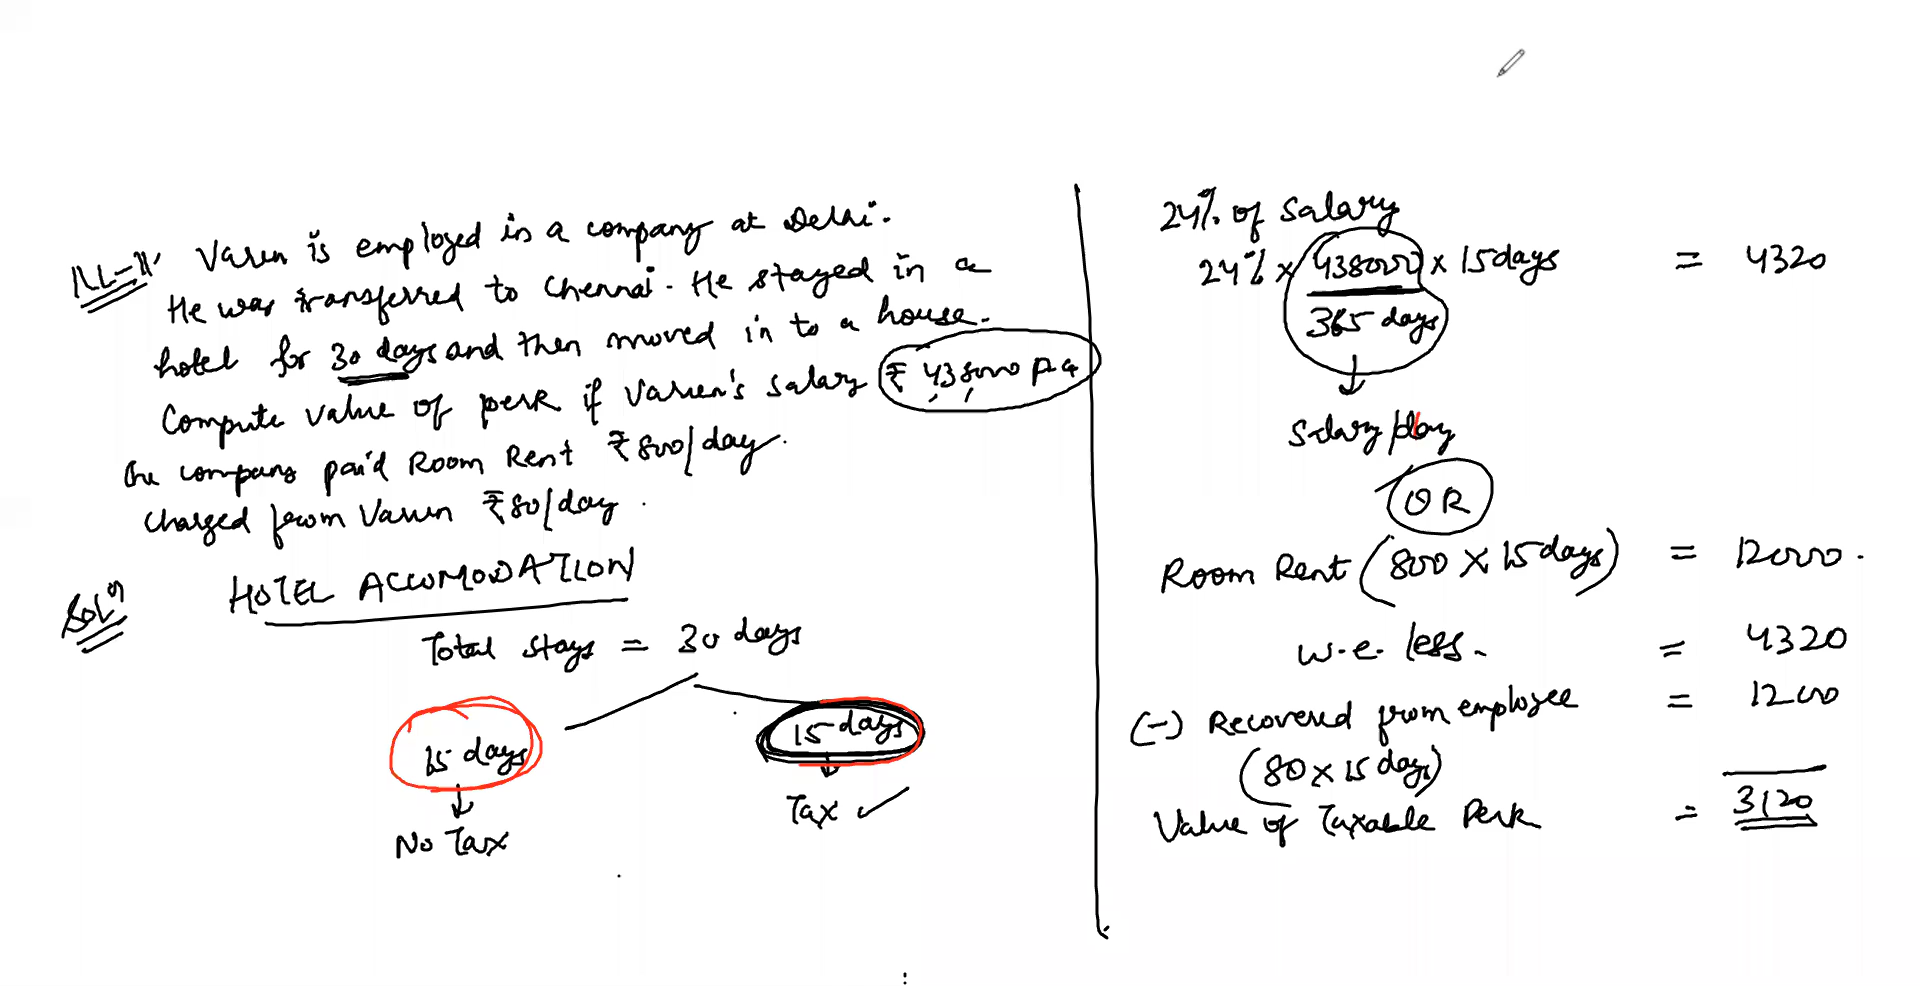 ILL-II. Varun is employed in a company at Delhi.
He was transferred to Chennai. He stayed in a
hotel for 30 days and then moved in to a house.
Compute value of perk if Varun's salary ₹ 438000 p.a
the company paid Room Rent ₹ 800/day.
charged from Varun ₹ 80/day.
Solⁿ
HOTEL ACCOMODATION
Total stays = 30 days
15 days
15 days
No Tax
Tax ✓
24% of salary
24% × 438000 × 15 days = 4320
365 days
Salary/day
OR
Room Rent (800 × 15 days) = 12000.
w.e. less. = 4320
(-) Recovered from employee = 1200
(80 × 15 days)
Value of Taxable Perk = 3120